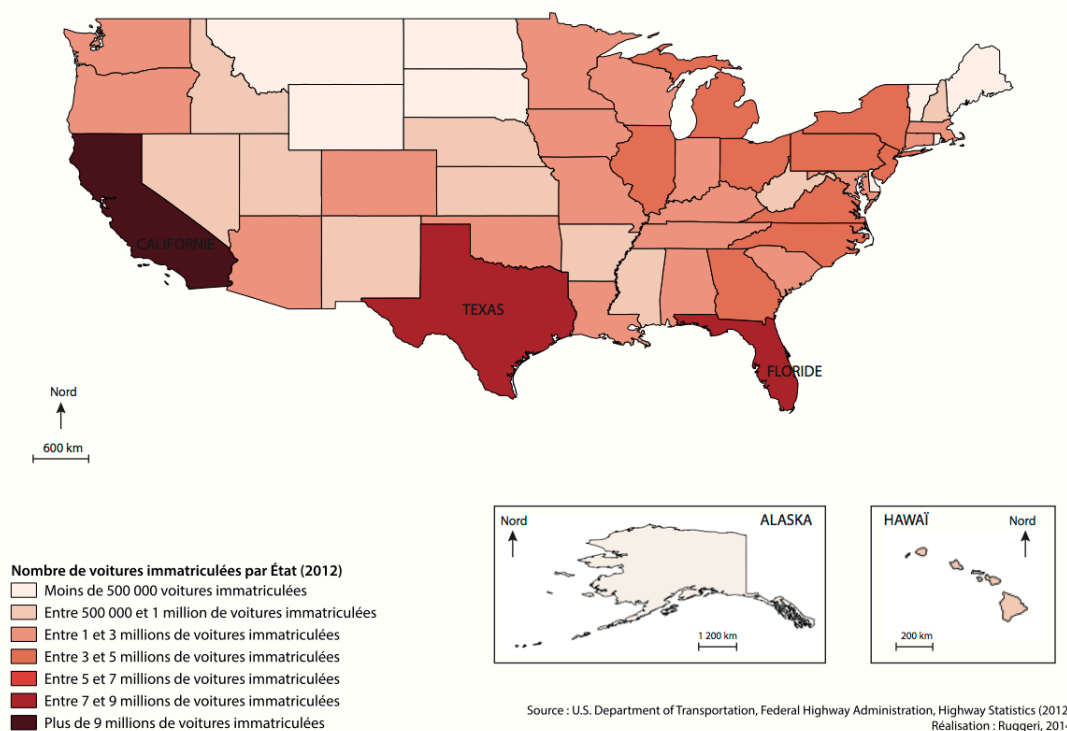 CALIFORNIE
TEXAS
FLORIDE
Nord
600 km
Nord
ALASKA
1 200 km
HAWAÏ
Nord
200 km
Nombre de voitures immatriculées par État (2012)
Moins de 500 000 voitures immatriculées
Entre 500 000 et 1 million de voitures immatriculées
Entre 1 et 3 millions de voitures immatriculées
Entre 3 et 5 millions de voitures immatriculées
Entre 5 et 7 millions de voitures immatriculées
Entre 7 et 9 millions de voitures immatriculées
Plus de 9 millions de voitures immatriculées
Source : U.S. Department of Transportation, Federal Highway Administration, Highway Statistics (2012
Réalisation : Ruggeri, 2014